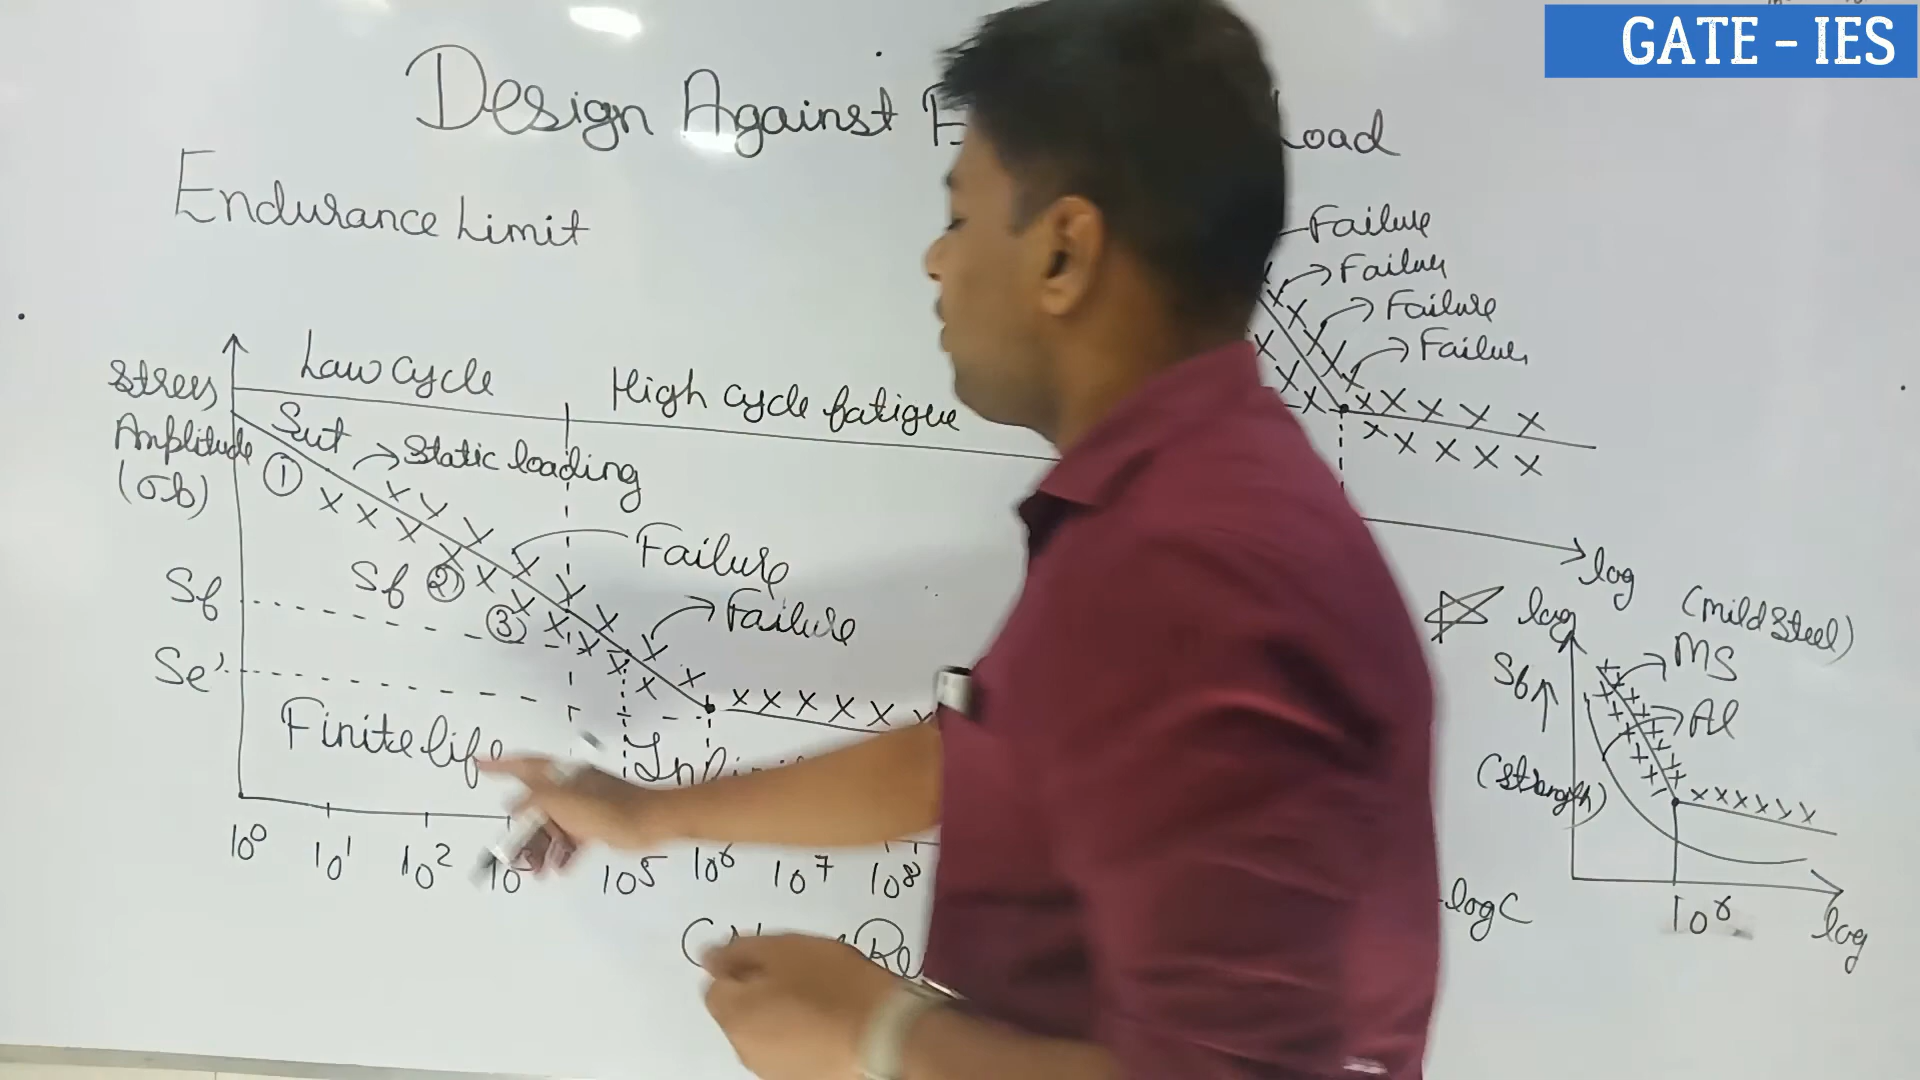 GATE - IES
Design Against
Load
Endurance Limit
Failure
Failure
Failure
Failure
Stress
Amplitude
(σb)
Law cycle
High cycle fatigue
Sut
① Static loading
Failure
Sf
Sf ②
③
Failure
Se'
Finite life
10⁰ 10¹ 10² 10⁵ 10⁶ 10⁷ 10⁸
log
(Mild Steel)
log
MS
Sf
Al
(Strength)
-log C
log